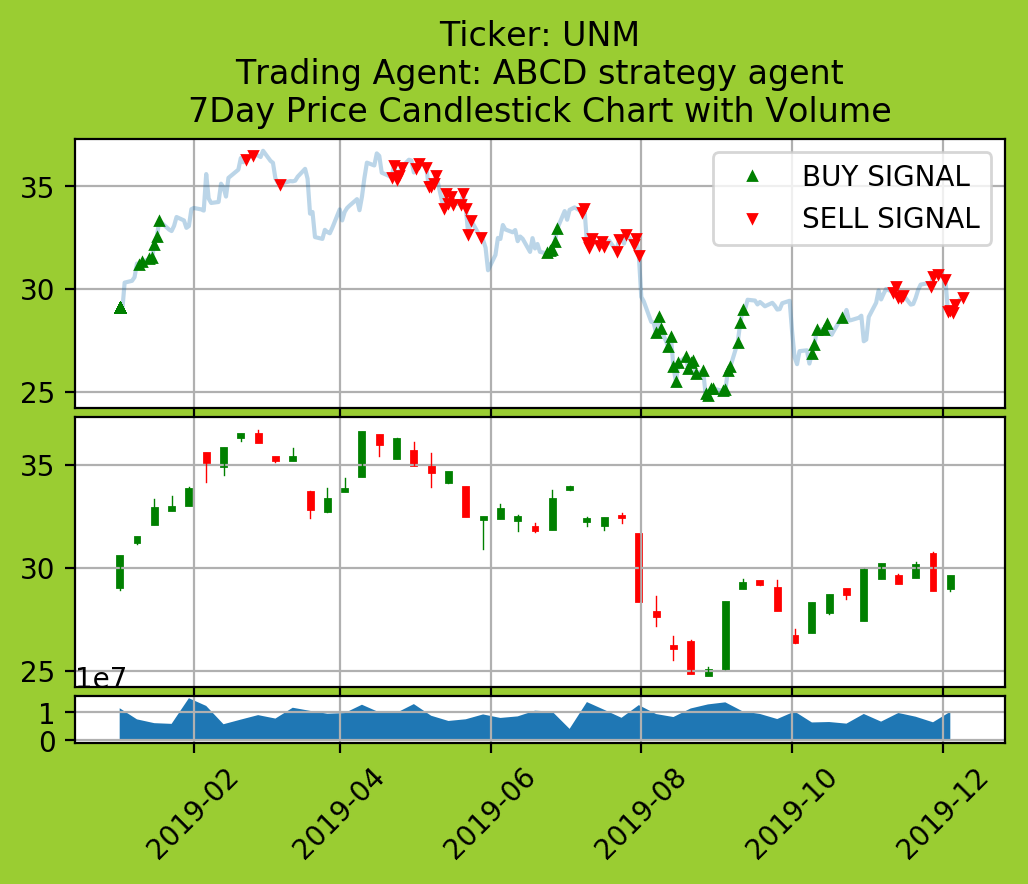 Ticker: UNM
Trading Agent: ABCD strategy agent
7Day Price Candlestick Chart with Volume
BUY SIGNAL
SELL SIGNAL
35
30
25
35
30
25
1e7
1
0
2019-02
2019-04
2019-06
2019-08
2019-10
2019-12